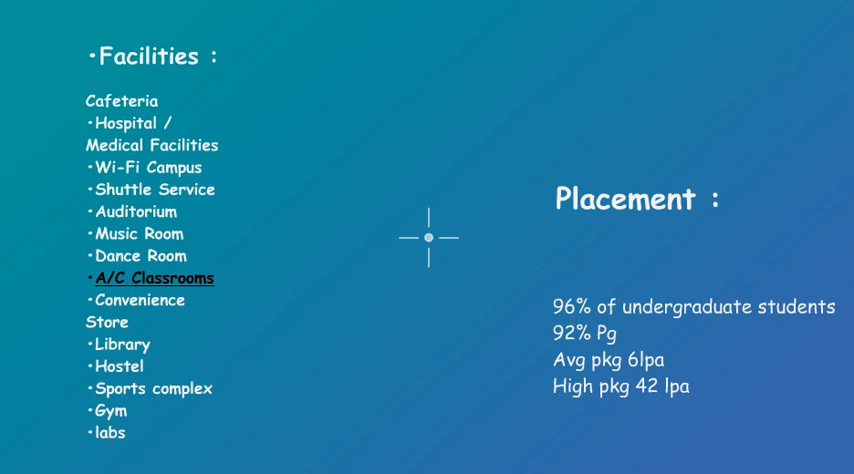 •Facilities :
Cafeteria
•Hospital /
Medical Facilities
•Wi-Fi Campus
•Shuttle Service
•Auditorium
•Music Room
•Dance Room
•A/C Classrooms
•Convenience
Store
•Library
•Hostel
•Sports complex
•Gym
•labs
Placement :
96% of undergraduate students
92% Pg
Avg pkg 6lpa
High pkg 42 lpa